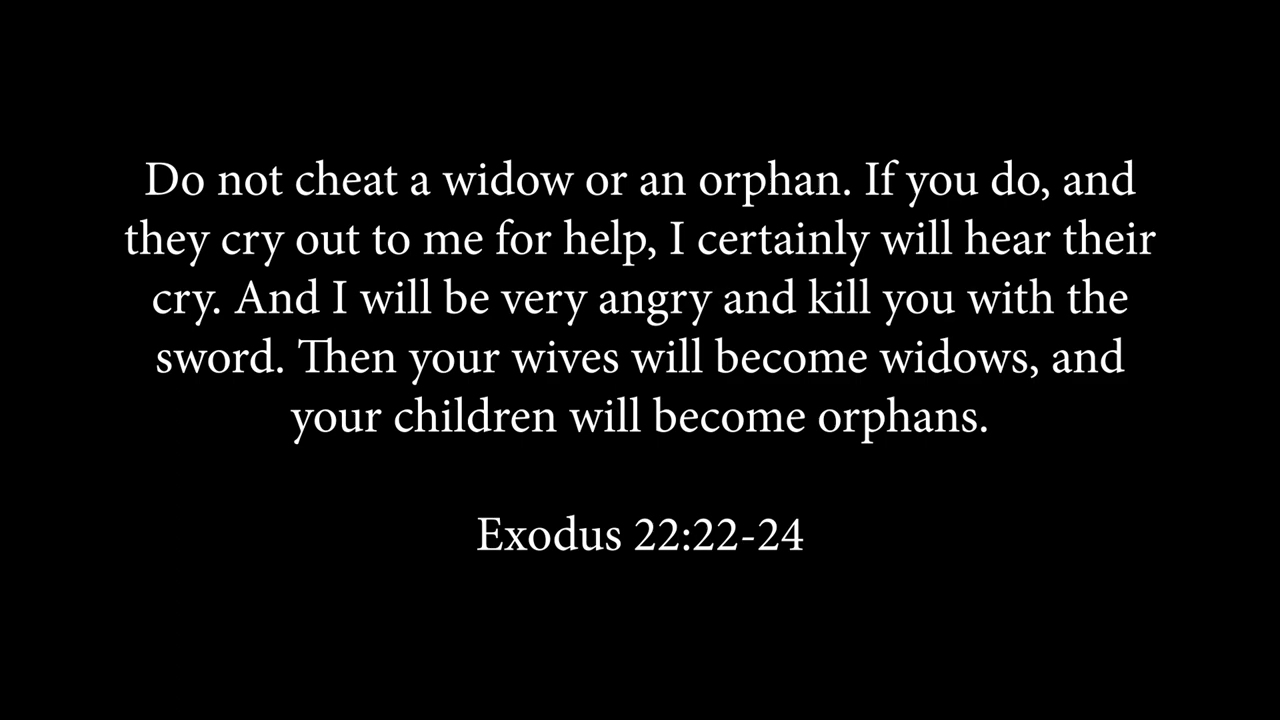 Do not cheat a widow or an orphan. If you do, and
they cry out to me for help, I certainly will hear their
cry. And I will be very angry and kill you with the
sword. Then your wives will become widows, and
your children will become orphans.
Exodus 22:22-24